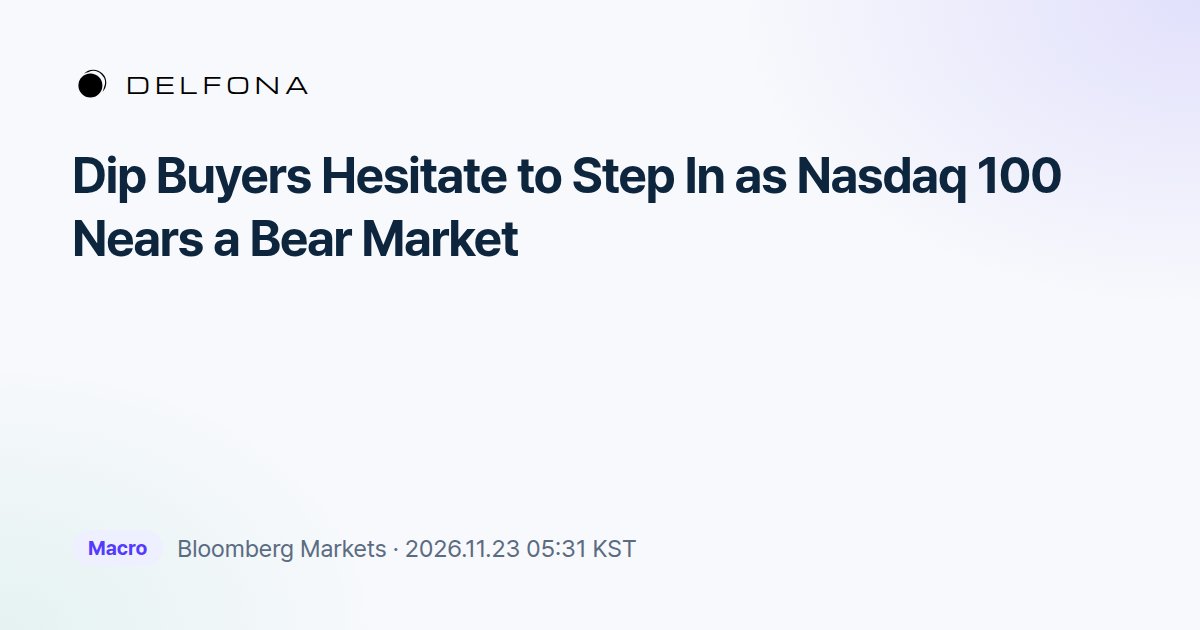 DELFONA
Dip Buyers Hesitate to Step In as Nasdaq 100
Nears a Bear Market
Macro Bloomberg Markets · 2026.11.23 05:31 KST